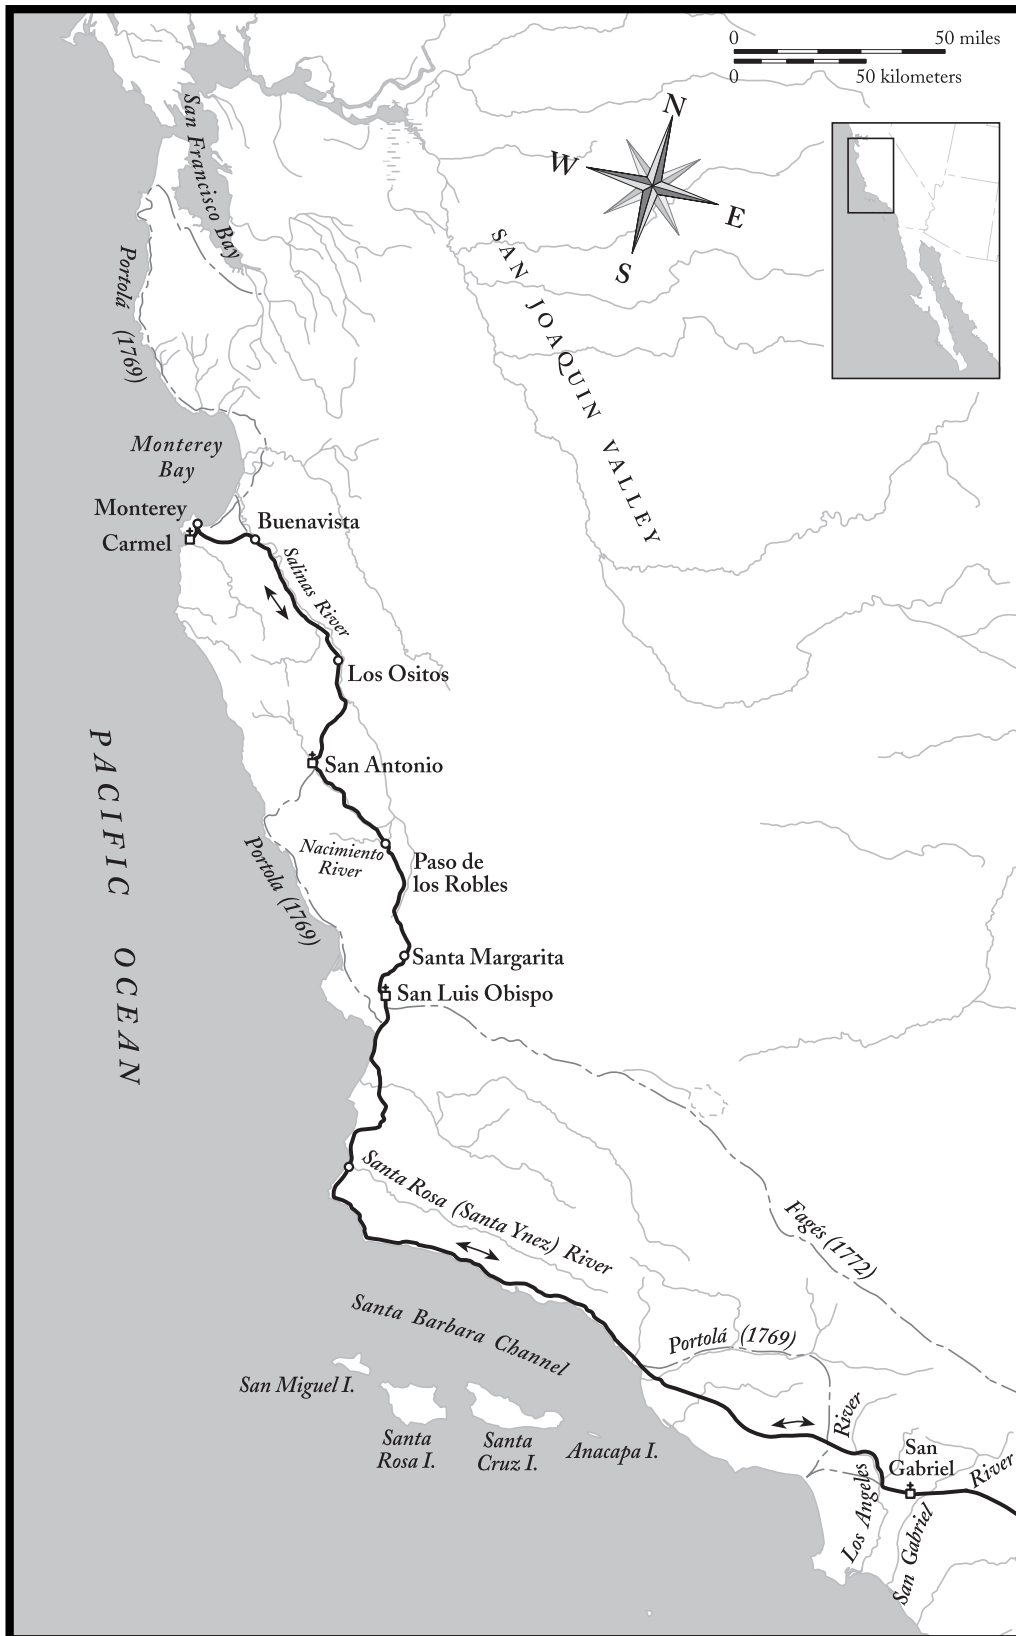 0 50 miles
0 50 kilometers
N
W
E
S
San Francisco Bay
SAN JOAQUIN VALLEY
Portolá (1769)
Monterey
Bay
Monterey
Carmel
Buenavista
Salinas River
Los Ositos
San Antonio
PACIFIC OCEAN
Nacimiento
River
Portola (1769)
Paso de
los Robles
Santa Margarita
San Luis Obispo
Santa Rosa (Santa Ynez) River
Fagés (1772)
Santa Barbara Channel
Portolá (1769)
San Miguel I.
Santa
Rosa I.
Santa
Cruz I.
Anacapa I.
Los Angeles River
San
Gabriel
San Gabriel River